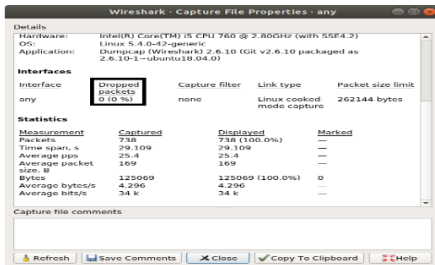 Wireshark - Capture File Properties - any
Details
Hardware: Intel(R) Core(TM) i5 CPU 760 @ 2.80GHz (with SSE4.2)
OS: Linux 5.4.0-42-generic
Application: Dumpcap (Wireshark) 2.6.10 (Git v2.6.10 packaged as 2.6.10-1~ubuntu18.04.0)
Interfaces
Interface Dropped packets Capture filter Link type Packet size limit
any 0 (0 %) none Linux cooked-mode capture 262144 bytes
Statistics
Measurement Captured Displayed Marked
Packets 738 738 (100.0%) —
Time span, s 29.109 29.109 —
Average pps 25.4 25.4 —
Average packet size, B 169 169 —
Bytes 125069 125069 (100.0%) 0
Average bytes/s 4.296 4.296 —
Average bits/s 34 k 34 k —
Capture file comments
Refresh Save Comments Close Copy To Clipboard Help